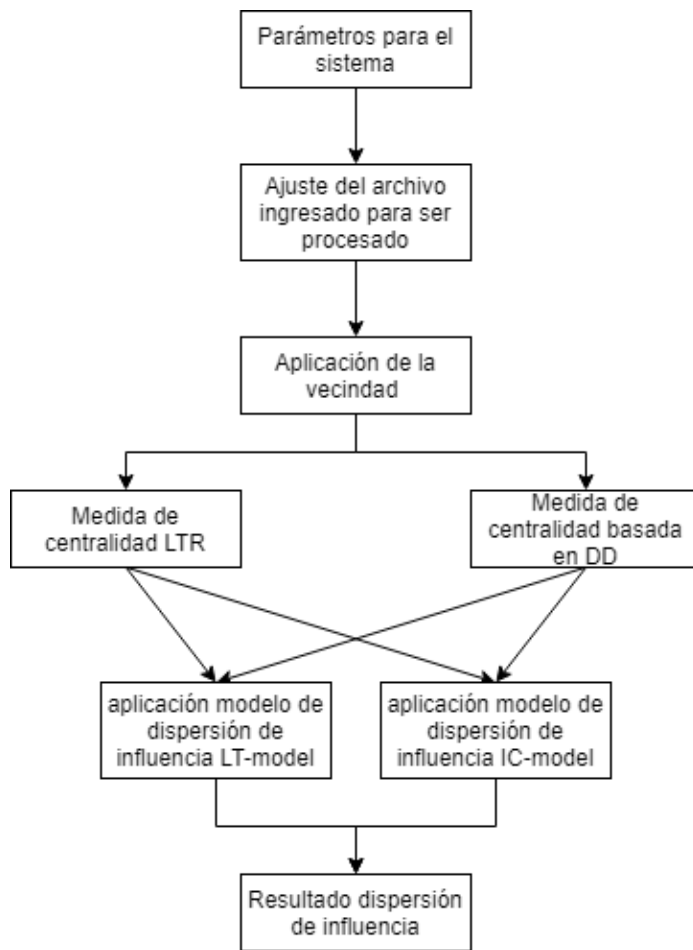 Parámetros para el
sistema
Ajuste del archivo
ingresado para ser
procesado
Aplicación de la
vecindad
Medida de
centralidad LTR
Medida de
centralidad basada
en DD
aplicación modelo de
dispersión de
influencia LT-model
aplicación modelo de
dispersión de
influencia IC-model
Resultado dispersión
de influencia